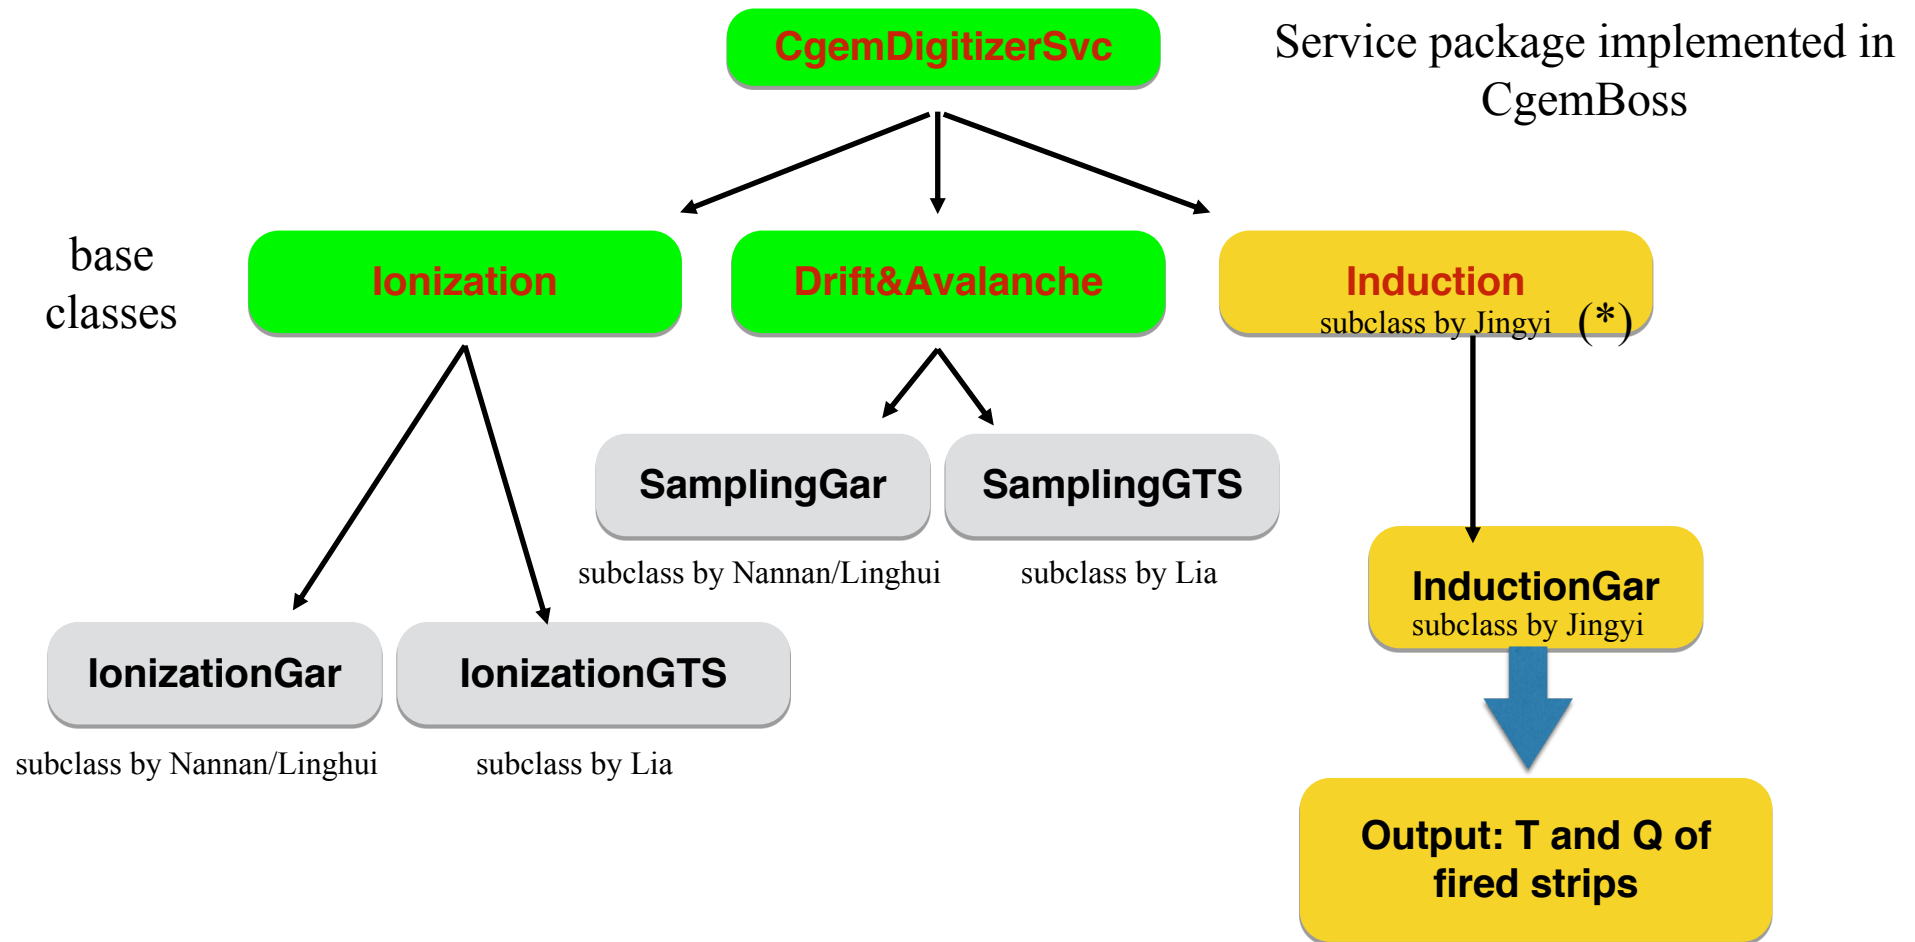 CgemDigitizerSvc
Service package implemented in
CgemBoss
base
classes
Ionization
Drift&Avalanche
Induction
subclass by Jingyi (*)
SamplingGar
SamplingGTS
subclass by Nannan/Linghui
subclass by Lia
InductionGar
subclass by Jingyi
IonizationGar
IonizationGTS
subclass by Nannan/Linghui
subclass by Lia
Output: T and Q of
fired strips